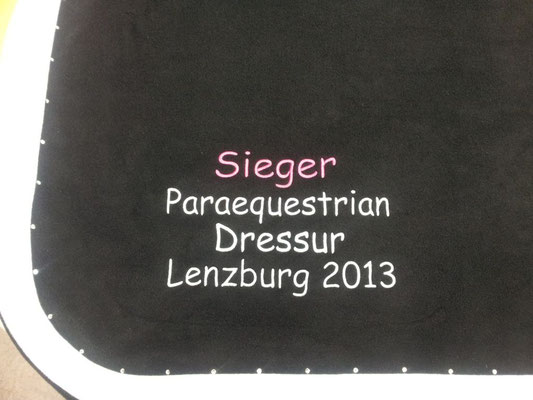 Sieger
Paraequestrian
Dressur
Lenzburg 2013